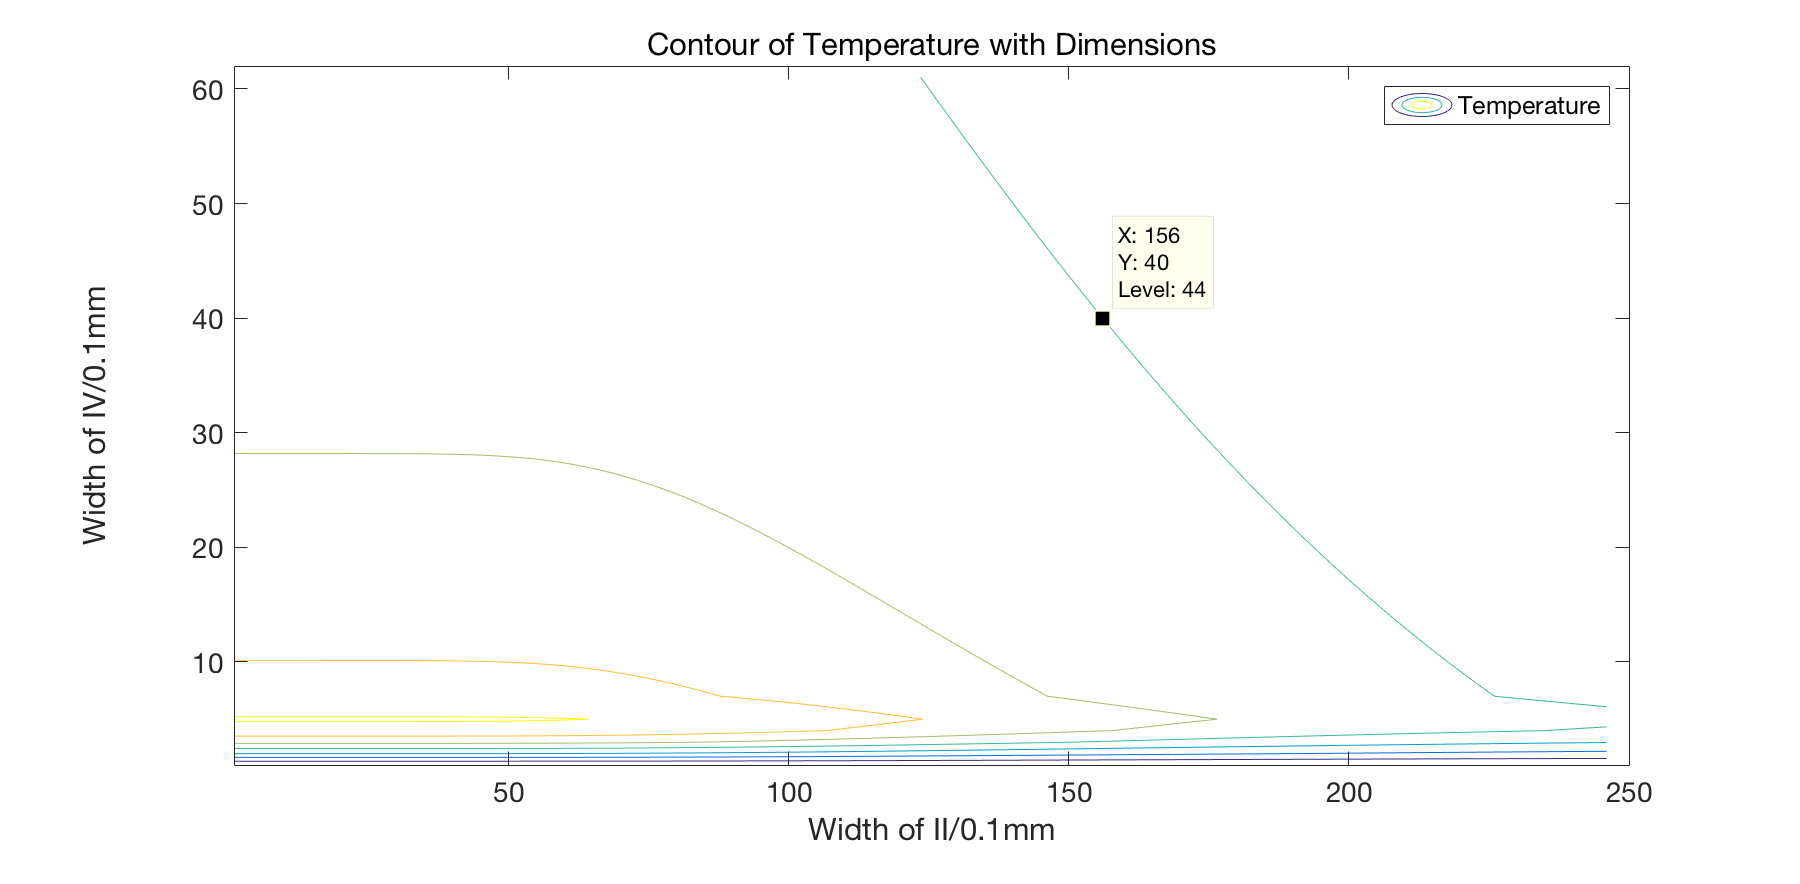 Contour of Temperature with Dimensions
60
50
40
30
20
10
Width of IV/0.1mm
Temperature
X: 156
Y: 40
Level: 44
50
100
150
200
250
Width of II/0.1mm